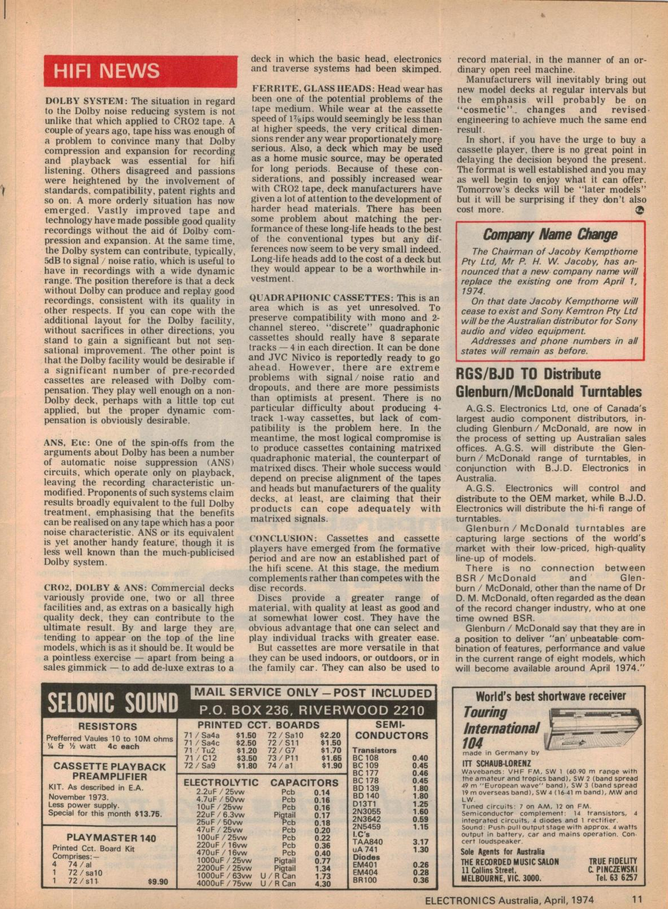 HIFI NEWS
DOLBY SYSTEM: The situation in regard
to the Dolby noise reducing system is not
unlike that which applied to CRO2 tape. A
couple of years ago, tape hiss was enough of
a problem to convince many that Dolby
compression and expansion for recording
and playback was essential for hifi
listening. Others disagreed and passions
were heightened by the involvement of
standards, compatibility, patent rights and
so on. A more orderly situation has now
emerged. Vastly improved tape and
technology have made possible good quality
recordings without the aid of Dolby com-
pression and expansion. At the same time,
the Dolby system can contribute, typically,
5dB to signal / noise ratio, which is useful to
have in recordings with a wide dynamic
range. The position therefore is that a deck
without Dolby can produce and replay good
recordings, consistent with its quality in
other respects. If you can cope with the
additional layout for the Dolby facility,
without sacrifices in other directions, you
stand to gain a significant but not sen-
sational improvement. The other point is
that the Dolby facility would be desirable if
a significant number of pre-recorded
cassettes are released with Dolby com-
pensation. They play well enough on a non-
Dolby deck, perhaps with a little top cut
applied, but the proper dynamic com-
pensation is obviously desirable.
ANS, Etc: One of the spin-offs from the
arguments about Dolby has been a number
of automatic noise suppression (ANS)
circuits, which operate only on playback,
leaving the recording characteristic un-
modified. Proponents of such systems claim
results broadly equivalent to the full Dolby
treatment, emphasising that the benefits
can be realised on any tape which has a poor
noise characteristic. ANS or its equivalent
is yet another handy feature, though it is
less well known than the much-publicised
Dolby system.
CRO2, DOLBY & ANS: Commercial decks
variously provide one, two or all three
facilities and, as extras on a basically high
quality deck, they can contribute to the
ultimate result. By and large they are
tending to appear on the top of the line
models, which is as it should be. It would be
a pointless exercise — apart from being a
sales gimmick — to add de-luxe extras to a
deck in which the basic head, electronics
and traverse systems had been skimped.
FERRITE, GLASS HEADS: Head wear has
been one of the potential problems of the
tape medium. While wear at the cassette
speed of 1⅞ips would seemingly be less than
at higher speeds, the very critical dimen-
sions render any wear proportionately more
serious. Also, a deck which may be used
as a home music source, may be operated
for long periods. Because of these con-
siderations, and possibly increased wear
with CRO2 tape, deck manufacturers have
given a lot of attention to the development of
harder head materials. There has been
some problem about matching the per-
formance of these long-life heads to the best
of the conventional types but any dif-
ferences now seem to be very small indeed.
Long-life heads add to the cost of a deck but
they would appear to be a worthwhile in-
vestment.
QUADRAPHONIC CASSETTES: This is an
area which is as yet unresolved. To
preserve compatibility with mono and 2-
channel stereo, "discrete" quadraphonic
cassettes should really have 8 separate
tracks — 4 in each direction. It can be done
and JVC Nivico is reportedly ready to go
ahead. However, there are extreme
problems with signal / noise ratio and
dropouts, and there are more pessimists
than optimists at present. There is no
particular difficulty about producing 4-
track 1-way cassettes, but lack of com-
patibility is the problem here. In the
meantime, the most logical compromise is
to produce cassettes containing matrixed
quadraphonic material, the counterpart of
matrixed discs. Their whole success would
depend on precise alignment of the tapes
and heads but manufacturers of the quality
decks, at least, are claiming that their
products can cope adequately with
matrixed signals.
CONCLUSION: Cassettes and cassette
players have emerged from the formative
period and are now an established part of
the hifi scene. At this stage, the medium
complements rather than competes with the
disc records.
Discs provide a greater range of
material, with quality at least as good and
at somewhat lower cost. They have the
obvious advantage that one can select and
play individual tracks with greater ease.
But cassettes are more versatile in that
they can be used indoors, or outdoors, or in
the family car. They can also be used to
record material, in the manner of an or-
dinary open reel machine.
Manufacturers will inevitably bring out
new model decks at regular intervals but
the emphasis will probably be on
"cosmetic" changes and revised
engineering to achieve much the same end
result.
In short, if you have the urge to buy a
cassette player, there is no great point in
delaying the decision beyond the present.
The format is well established and you may
as well begin to enjoy what it can offer.
Tomorrow's decks will be "later models"
but it will be surprising if they don't also
cost more.
Company Name Change
The Chairman of Jacoby Kempthorne
Pty Ltd, Mr P. H. W. Jacoby, has an-
nounced that a new company name will
replace the existing one from April 1,
1974.
On that date Jacoby Kempthorne will
cease to exist and Sony Kemtron Pty Ltd
will be the Australian distributor for Sony
audio and video equipment.
Addresses and phone numbers in all
states will remain as before.
RGS/BJD TO Distribute
Glenburn/McDonald Turntables
A.G.S. Electronics Ltd, one of Canada's
largest audio component distributors, in-
cluding Glenburn / McDonald, are now in
the process of setting up Australian sales
offices. A.G.S. will distribute the Glen-
burn / McDonald range of turntables, in
conjunction with B.J.D. Electronics in
Australia.
A.G.S. Electronics will control and
distribute to the OEM market, while B.J.D.
Electronics will distribute the hi-fi range of
turntables.
Glenburn / McDonald turntables are
capturing large sections of the world's
market with their low-priced, high-quality
line-up of models.
There is no connection between
BSR / McDonald and Glen-
burn / McDonald, other than the name of Dr
D. M. McDonald, often regarded as the dean
of the record changer industry, who at one
time owned BSR.
Glenburn / McDonald say that they are in
a position to deliver "an unbeatable com-
bination of features, performance and value
in the current range of eight models, which
will become available around April 1974."
SELONIC SOUND
MAIL SERVICE ONLY – POST INCLUDED
P.O. BOX 236, RIVERWOOD 2210
RESISTORS
Prefferred Vaules 10 to 10M ohms
¼ & ½ watt 4c each
CASSETTE PLAYBACK
PREAMPLIFIER
KIT. As described in E.A.
November 1973.
Less power supply.
Special for this month $13.75.
PLAYMASTER 140
Printed Cct. Board Kit
Comprises:–
4 74 / al
1 72 / sa10
1 72 / s11 $9.90
PRINTED CCT. BOARDS
71 / Sa4a $1.50 72 / Sa10 $2.20
71 / Sa4c $2.50 72 / S11 $1.50
71 / Tu2 $1.20 72 / G7 $1.70
71 / C12 $3.50 73 / P11 $1.65
72 / Sa9 $1.80 74 / a1 $1.90
ELECTROLYTIC CAPACITORS
2.2uF / 25vw Pcb 0.14
4.7uF / 50vw Pcb 0.16
10uF / 25vw Pcb 0.16
22uF / 6.3vw Pigtail 0.17
25uF / 50vw Pcb 0.18
47uF / 25vw Pcb 0.20
100uF / 25vw Pcb 0.22
220uF / 16vw Pcb 0.36
470uF / 16vw Pcb 0.40
1000uF / 25vw Pigtail 0.77
2200uF / 25vw Pigtail 1.34
1000uF / 63vw U / R Can 1.73
4000uF / 75vw U / R Can 4.30
SEMI-
CONDUCTORS
Transistors
BC 108 0.40
BC 109 0.45
BC 177 0.46
BC 178 0.45
BD 139 1.80
BD 140 1.80
D13T1 1.25
2N3055 1.60
2N3642 0.59
2N5459 1.15
I.C's
TAA840 3.17
uA 741 1.30
Diodes
EM401 0.26
EM404 0.28
BR100 0.36
World's best shortwave receiver
Touring
International
104
made in Germany by
ITT SCHAUB-LORENZ
Wavebands: VHF FM, SW 1 (60-90 m range with
the amateur and tropics band), SW 2 (band spread
49 m "European wave" band), SW 3 (band spread
19 m overseas band), SW 4 (16-41 m band), MW and
LW.
Tuned circuits: 7 on AM, 12 on FM.
Semiconductor complement: 14 transistors, 4
integrated circuits, 4 diodes and 1 rectifier.
Sound: Push pull output stage with approx. 4 watts
output in battery, car and mains operation. Con-
cert loudspeaker.
Sole Agents for Australia
THE RECORDED MUSIC SALON
11 Collins Street,
MELBOURNE, VIC. 3000.
TRUE FIDELITY
C. PINCZEWSKI
Tel. 63 6257
ELECTRONICS Australia, April, 1974 11